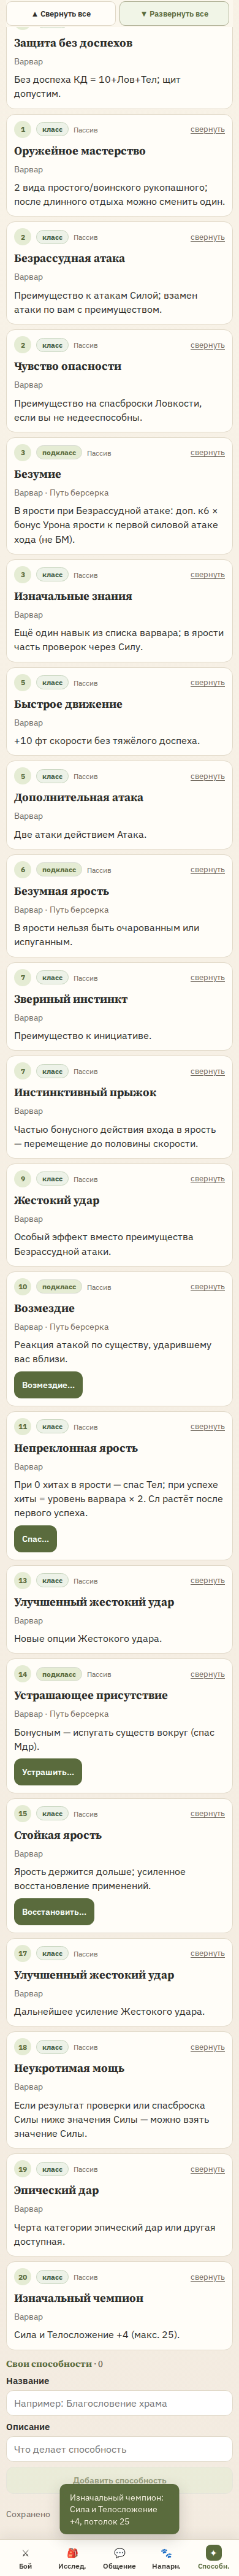 ▲ Свернуть все
▼ Развернуть все
Защита без доспехов
Варвар
Без доспеха КД = 10+Лов+Тел; щит
допустим.
1 класс Пассив свернуть
Оружейное мастерство
Варвар
2 вида простого/воинского рукопашного;
после длинного отдыха можно сменить один.
2 класс Пассив свернуть
Безрассудная атака
Варвар
Преимущество к атакам Силой; взамен
атаки по вам с преимуществом.
2 класс Пассив свернуть
Чувство опасности
Варвар
Преимущество на спасброски Ловкости,
если вы не недееспособны.
3 подкласс Пассив свернуть
Безумие
Варвар · Путь берсерка
В ярости при Безрассудной атаке: доп. к6 ×
бонус Урона ярости к первой силовой атаке
хода (не БМ).
3 класс Пассив свернуть
Изначальные знания
Варвар
Ещё один навык из списка варвара; в ярости
часть проверок через Силу.
5 класс Пассив свернуть
Быстрое движение
Варвар
+10 фт скорости без тяжёлого доспеха.
5 класс Пассив свернуть
Дополнительная атака
Варвар
Две атаки действием Атака.
6 подкласс Пассив свернуть
Безумная ярость
Варвар · Путь берсерка
В ярости нельзя быть очарованным или
испуганным.
7 класс Пассив свернуть
Звериный инстинкт
Варвар
Преимущество к инициативе.
7 класс Пассив свернуть
Инстинктивный прыжок
Варвар
Частью бонусного действия входа в ярость
— перемещение до половины скорости.
9 класс Пассив свернуть
Жестокий удар
Варвар
Особый эффект вместо преимущества
Безрассудной атаки.
10 подкласс Пассив свернуть
Возмездие
Варвар · Путь берсерка
Реакция атакой по существу, ударившему
вас вблизи.
Возмездие…
11 класс Пассив свернуть
Непреклонная ярость
Варвар
При 0 хитах в ярости — спас Тел; при успехе
хиты = уровень варвара × 2. Сл растёт после
первого успеха.
Спас…
13 класс Пассив свернуть
Улучшенный жестокий удар
Варвар
Новые опции Жестокого удара.
14 подкласс Пассив свернуть
Устрашающее присутствие
Варвар · Путь берсерка
Бонусным — испугать существ вокруг (спас
Мдр).
Устрашить…
15 класс Пассив свернуть
Стойкая ярость
Варвар
Ярость держится дольше; усиленное
восстановление применений.
Восстановить…
17 класс Пассив свернуть
Улучшенный жестокий удар
Варвар
Дальнейшее усиление Жестокого удара.
18 класс Пассив свернуть
Неукротимая мощь
Варвар
Если результат проверки или спасброска
Силы ниже значения Силы — можно взять
значение Силы.
19 класс Пассив свернуть
Эпический дар
Варвар
Черта категории эпический дар или другая
доступная.
20 класс Пассив свернуть
Изначальный чемпион
Варвар
Сила и Телосложение +4 (макс. 25).
Свои способности · 0
Название
Например: Благословение храма
Описание
Что делает способность
Добавить способность
Изначальный чемпион:
Сила и Телосложение
+4, потолок 25
Сохранено
Бой
Исслед.
Общение
Напарн.
Способн.